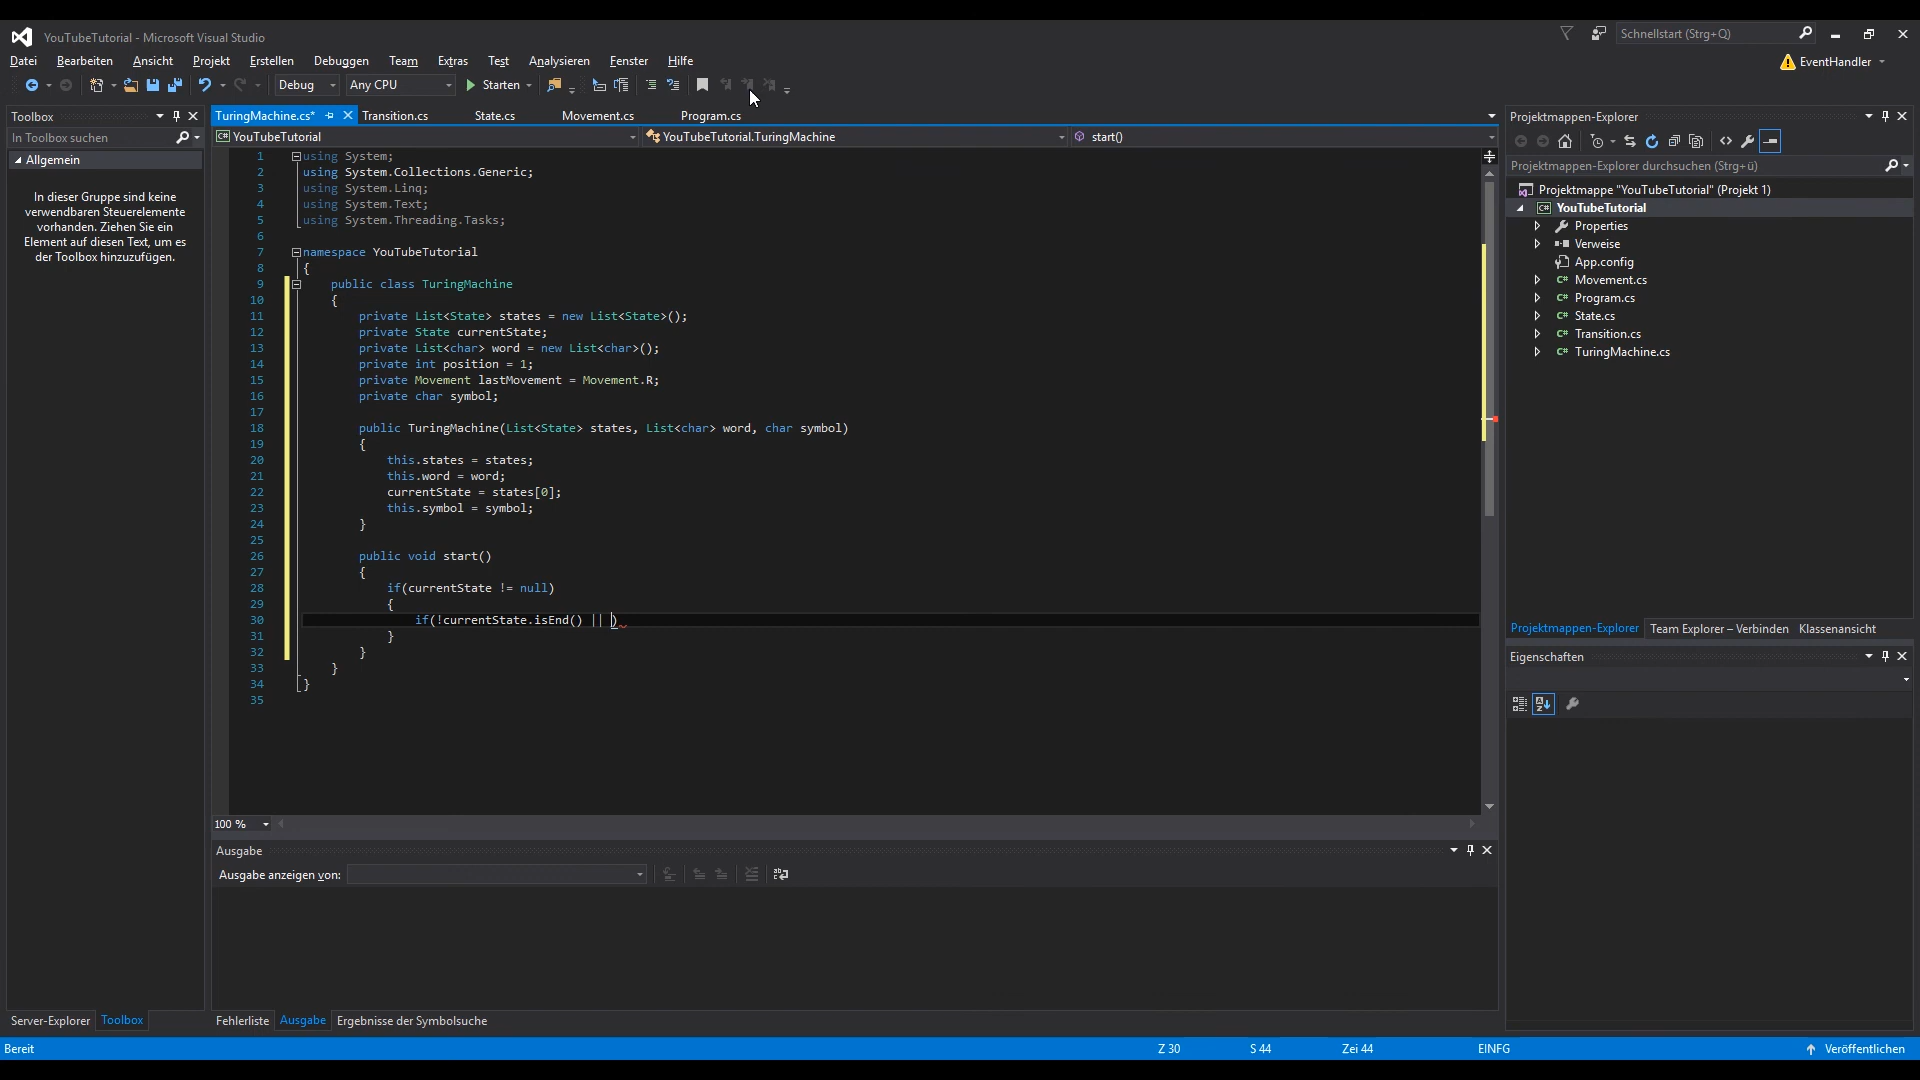 YouTubeTutorial - Microsoft Visual Studio
Schnellstart (Strg+Q)
Datei Bearbeiten Ansicht Projekt Erstellen Debuggen Team Extras Test Analysieren Fenster Hilfe
EventHandler
Debug Any CPU Starten
Toolbox
In Toolbox suchen
Allgemein
In dieser Gruppe sind keine
verwendbaren Steuerelemente
vorhanden. Ziehen Sie ein
Element auf diesen Text, um es
der Toolbox hinzuzufügen.
Server-Explorer Toolbox
TuringMachine.cs* Transition.cs State.cs Movement.cs Program.cs
YouTubeTutorial YouTubeTutorial.TuringMachine start()
1 using System;
2 using System.Collections.Generic;
3 using System.Linq;
4 using System.Text;
5 using System.Threading.Tasks;
6
7 namespace YouTubeTutorial
8 {
9 public class TuringMachine
10 {
11 private List<State> states = new List<State>();
12 private State currentState;
13 private List<char> word = new List<char>();
14 private int position = 1;
15 private Movement lastMovement = Movement.R;
16 private char symbol;
17
18 public TuringMachine(List<State> states, List<char> word, char symbol)
19 {
20 this.states = states;
21 this.word = word;
22 currentState = states[0];
23 this.symbol = symbol;
24 }
25
26 public void start()
27 {
28 if(currentState != null)
29 {
30 if(!currentState.isEnd() || )
31 }
32 }
33 }
34 }
35
100 %
Ausgabe
Ausgabe anzeigen von:
Fehlerliste Ausgabe Ergebnisse der Symbolsuche
Projektmappen-Explorer
Projektmappen-Explorer durchsuchen (Strg+ü)
Projektmappe "YouTubeTutorial" (Projekt 1)
C# YouTubeTutorial
Properties
Verweise
App.config
C# Movement.cs
C# Program.cs
C# State.cs
C# Transition.cs
C# TuringMachine.cs
Projektmappen-Explorer Team Explorer – Verbinden Klassenansicht
Eigenschaften
Bereit Z 30 S 44 Zei 44 EINFG Veröffentlichen